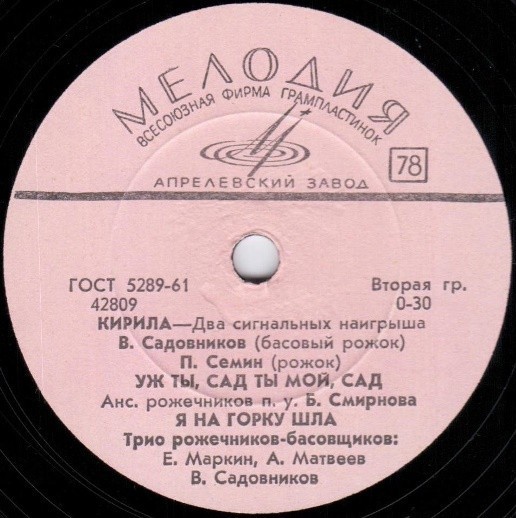 МЕЛОДИЯ
ВСЕСОЮЗНАЯ ФИРМА ГРАМПЛАСТИНОК
78
АПРЕЛЕВСКИЙ ЗАВОД
ГОСТ 5289-61 Вторая гр.
42809 0-30
КИРИЛА—Два сигнальных наигрыша
В. Садовников (басовый рожок)
П. Семин (рожок)
УЖ ТЫ, САД ТЫ МОЙ, САД
Анс. рожечников п. у Б. Смирнова
Я НА ГОРКУ ШЛА
Трио рожечников-басовщиков:
Е. Маркин, А. Матвеев
В. Садовников